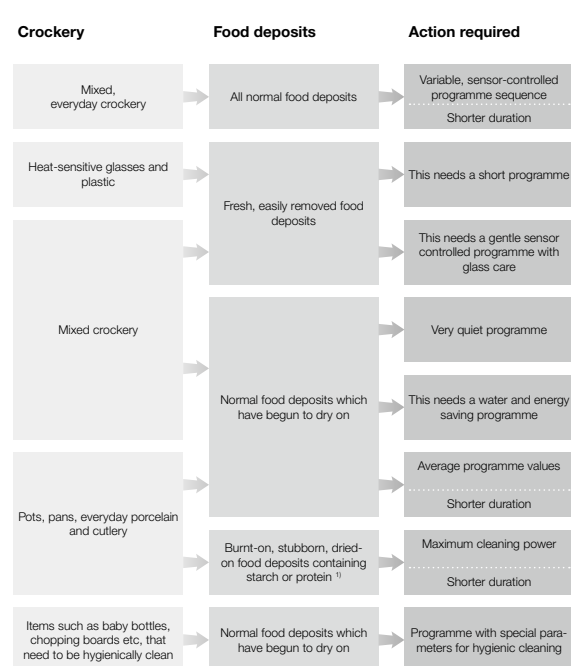 Crockery
Food deposits
Action required
Mixed,
everyday crockery
All normal food deposits
Variable, sensor-controlled
programme sequence
Shorter duration
Heat-sensitive glasses and
plastic
Fresh, easily removed food
deposits
This needs a short programme
This needs a gentle sensor
controlled programme with
glass care
Mixed crockery
Normal food deposits which
have begun to dry on
Very quiet programme
This needs a water and energy
saving programme
Average programme values
Shorter duration
Pots, pans, everyday porcelain
and cutlery
Burnt-on, stubborn, dried-
on food deposits containing
starch or protein 1)
Maximum cleaning power
Shorter duration
Items such as baby bottles,
chopping boards etc, that
need to be hygienically clean
Normal food deposits which
have begun to dry on
Programme with special para-
meters for hygienic cleaning